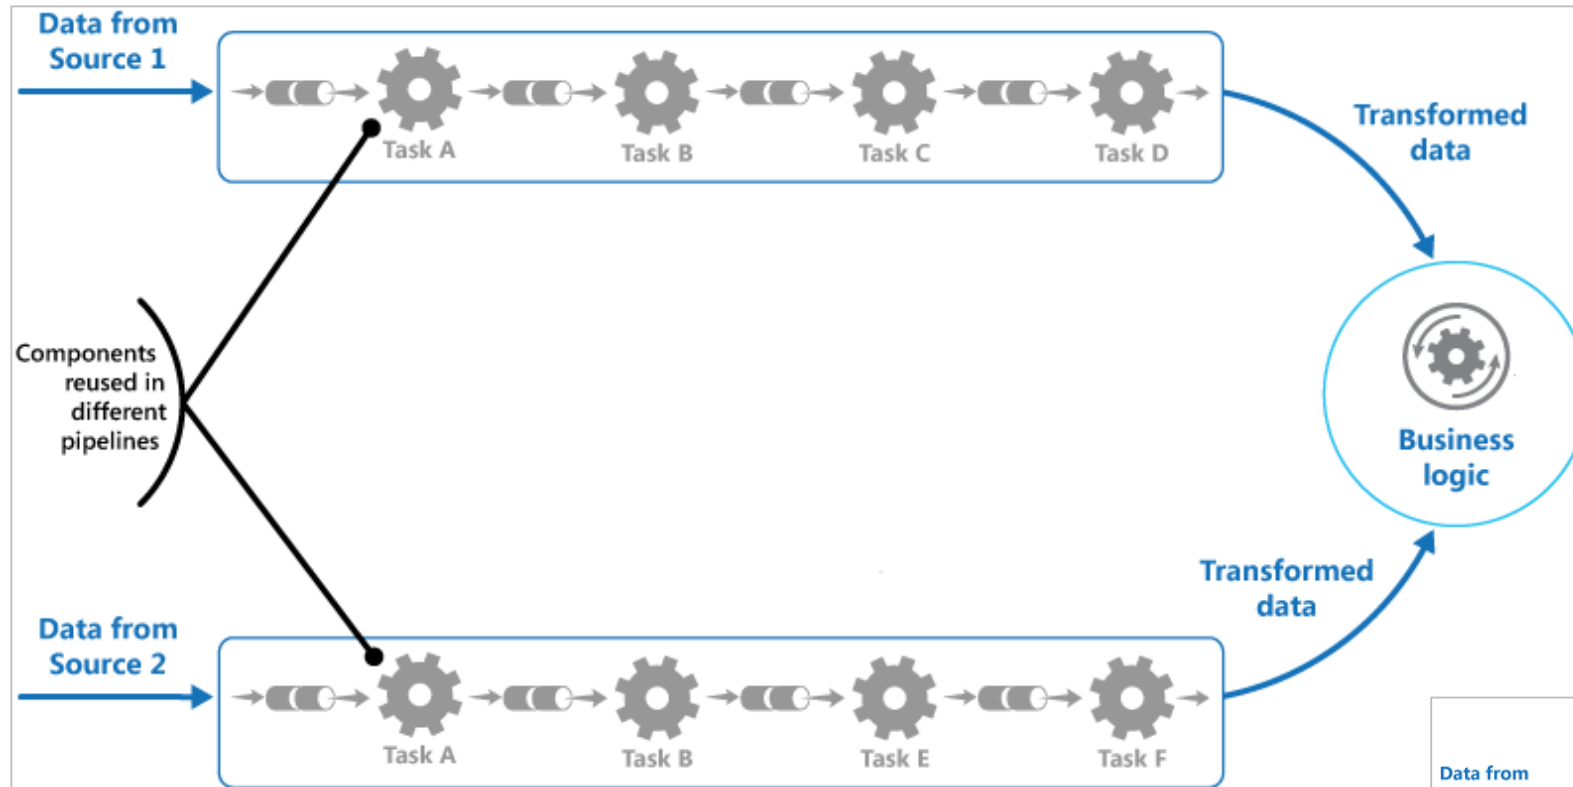 Data from
Source 1
Task A
Task B
Task C
Task D
Transformed
data
Components
reused in
different
pipelines
Business
logic
Transformed
data
Data from
Source 2
Task A
Task B
Task E
Task F
Data from